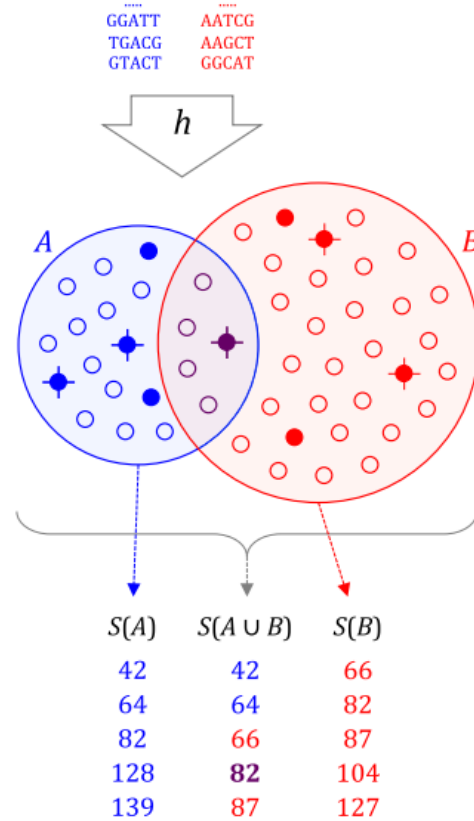 ..... .....
GGATT AATCG
TGACG AAGCT
GTACT GGCAT
h
A B
S(A) S(A ∪ B) S(B)
42 42 66
64 64 82
82 66 87
128 82 104
139 87 127